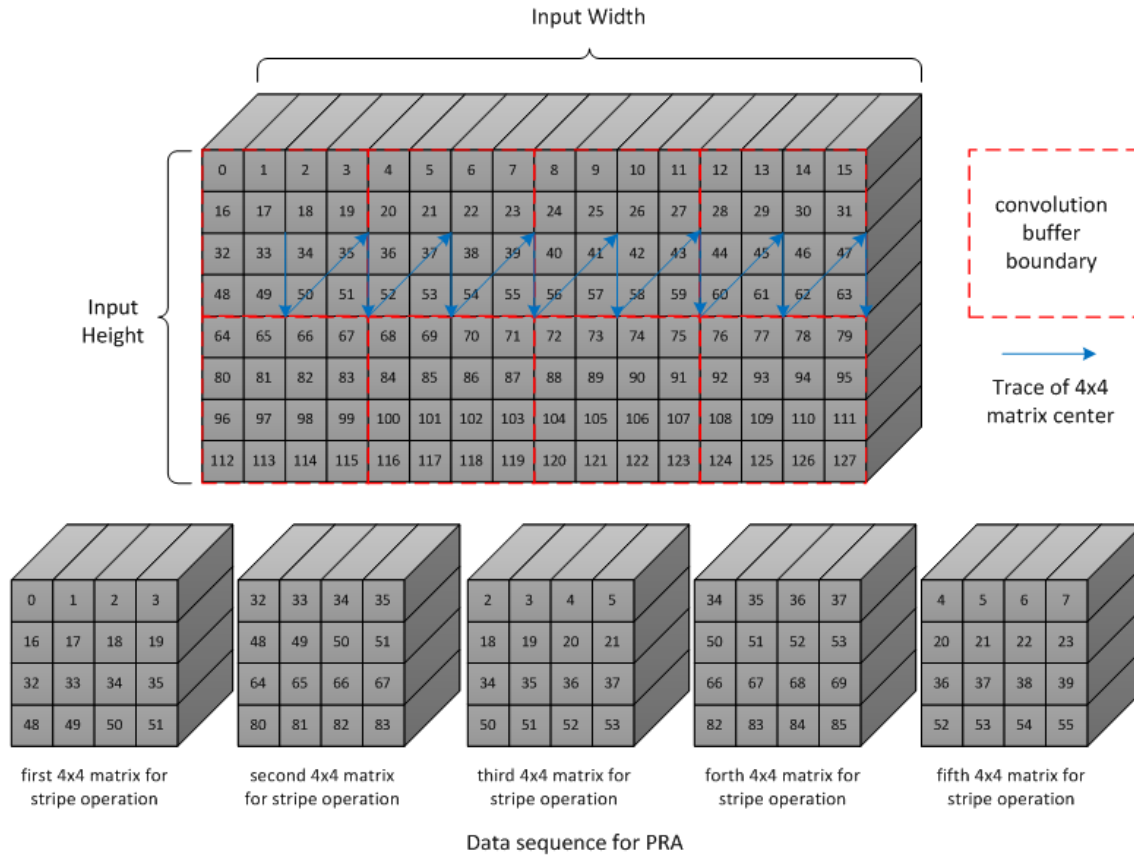 Input Width
0 1 2 3 4 5 6 7 8 9 10 11 12 13 14 15
16 17 18 19 20 21 22 23 24 25 26 27 28 29 30 31
32 33 34 35 36 37 38 39 40 41 42 43 44 45 46 47
48 49 50 51 52 53 54 55 56 57 58 59 60 61 62 63
64 65 66 67 68 69 70 71 72 73 74 75 76 77 78 79
80 81 82 83 84 85 86 87 88 89 90 91 92 93 94 95
96 97 98 99 100 101 102 103 104 105 106 107 108 109 110 111
112 113 114 115 116 117 118 119 120 121 122 123 124 125 126 127
Input
Height
convolution
buffer
boundary
Trace of 4x4
matrix center
0 1 2 3
16 17 18 19
32 33 34 35
48 49 50 51
first 4x4 matrix for
stripe operation
32 33 34 35
48 49 50 51
64 65 66 67
80 81 82 83
second 4x4 matrix
for stripe operation
2 3 4 5
18 19 20 21
34 35 36 37
50 51 52 53
third 4x4 matrix for
stripe operation
34 35 36 37
50 51 52 53
66 67 68 69
82 83 84 85
forth 4x4 matrix for
stripe operation
4 5 6 7
20 21 22 23
36 37 38 39
52 53 54 55
fifth 4x4 matrix for
stripe operation
Data sequence for PRA